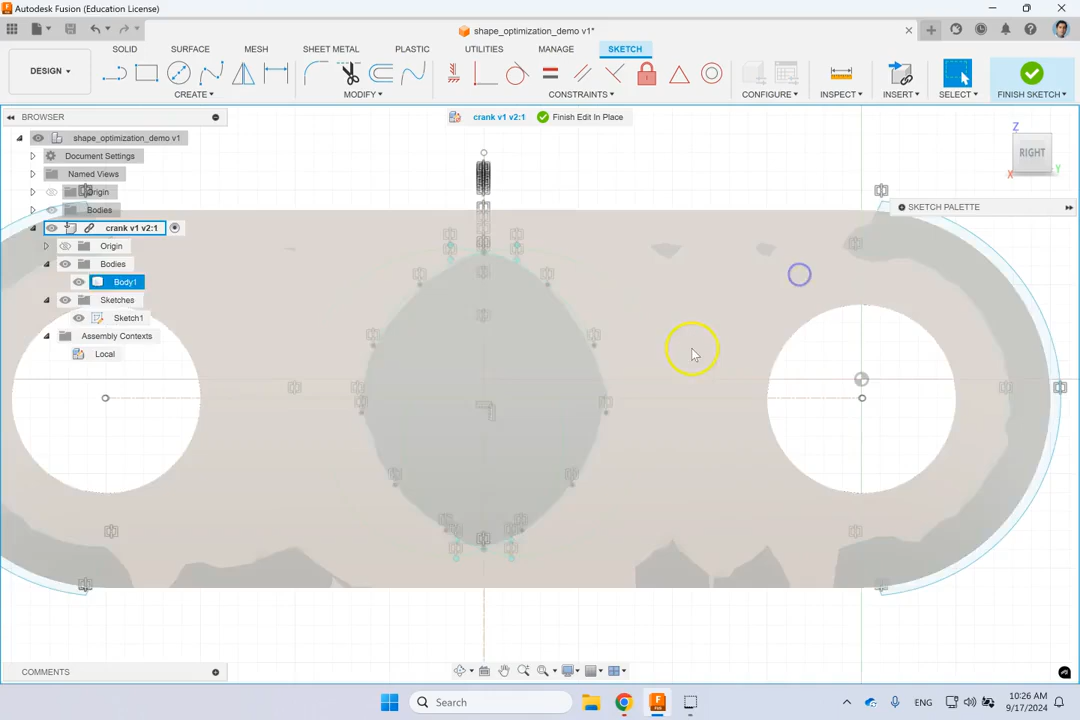 Autodesk Fusion (Education License)
shape_optimization_demo v1*
SOLID SURFACE MESH SHEET METAL PLASTIC UTILITIES MANAGE SKETCH
DESIGN
CREATE MODIFY CONSTRAINTS CONFIGURE INSPECT INSERT SELECT FINISH SKETCH
BROWSER
crank v1 v2:1 Finish Edit In Place
shape_optimization_demo v1
Document Settings
Named Views
Origin
Bodies
crank v1 v2:1
Origin
Bodies
Body1
Sketches
Sketch1
Assembly Contexts
Local
Z
RIGHT
X
Y
SKETCH PALETTE
COMMENTS
Search
ENG
10:26 AM
9/17/2024